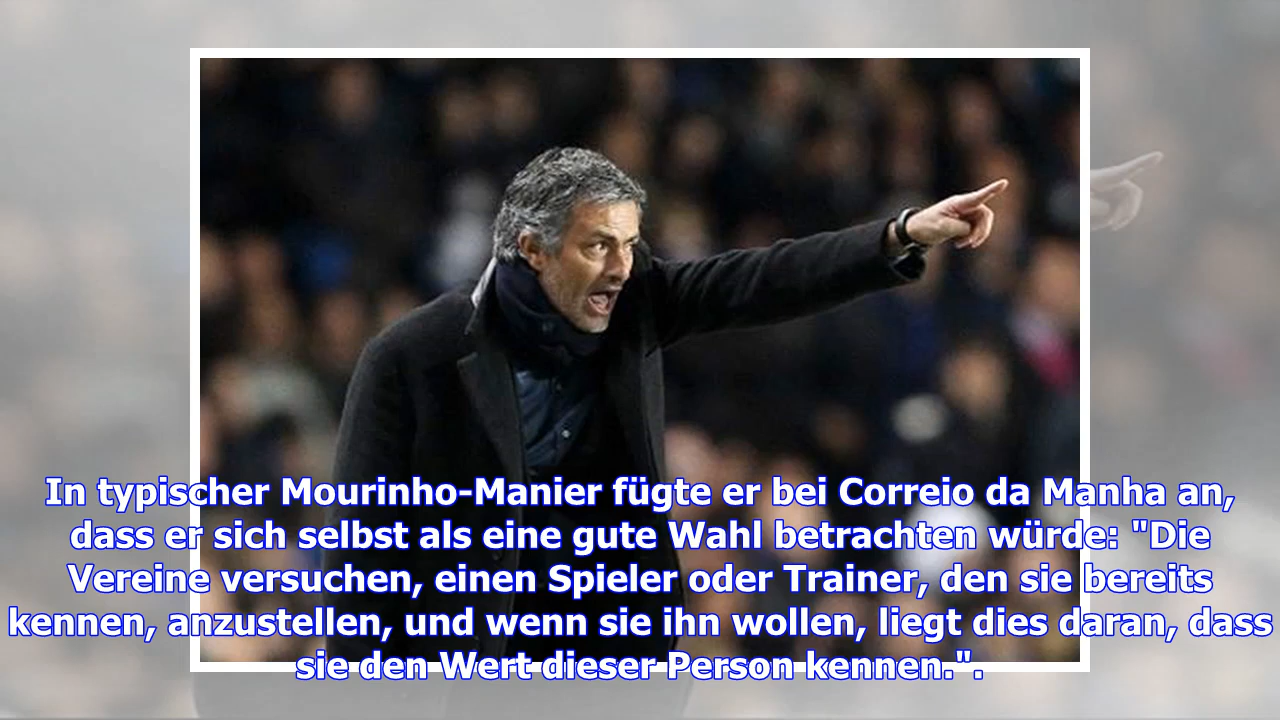 In typischer Mourinho-Manier fügte er bei Correio da Manha an,
dass er sich selbst als eine gute Wahl betrachten würde: "Die
Vereine versuchen, einen Spieler oder Trainer, den sie bereits
kennen, anzustellen, und wenn sie ihn wollen, liegt dies daran, dass
sie den Wert dieser Person kennen.".